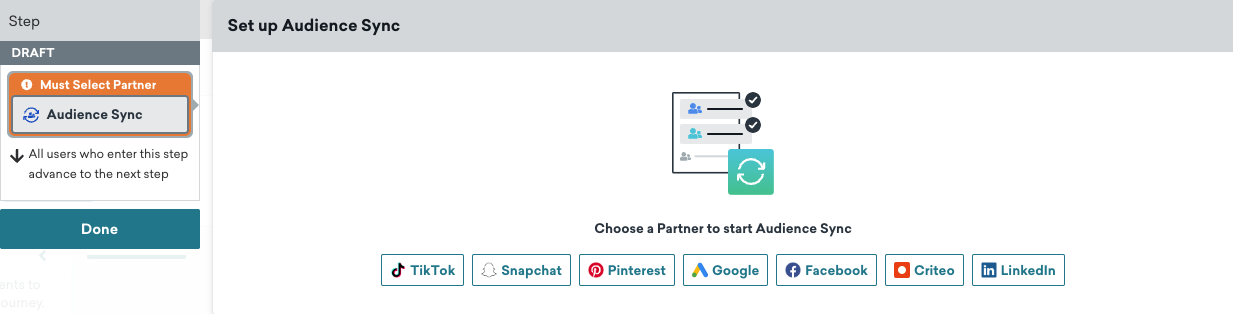 Step
DRAFT
Must Select Partner
Audience Sync
All users who enter this step
advance to the next step
Done
ents to
ourney.
Set up Audience Sync
Choose a Partner to start Audience Sync
TikTok
Snapchat
Pinterest
Google
Facebook
Criteo
LinkedIn